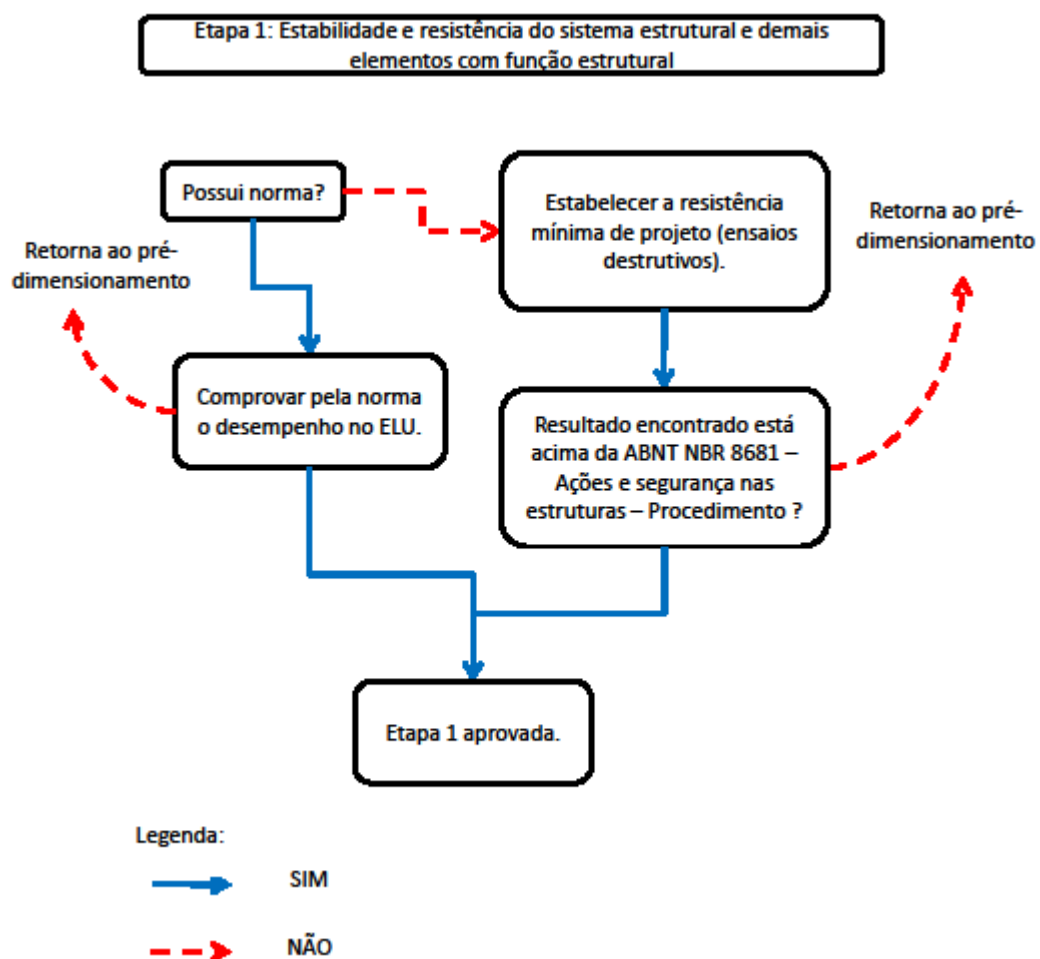 Etapa 1: Estabilidade e resistência do sistema estrutural e demais
elementos com função estrutural
Possui norma?
Estabelecer a resistência
mínima de projeto (ensaios
destrutivos).
Retorna ao pré-
dimensionamento
Retorna ao pré-
dimensionamento
Comprovar pela norma
o desempenho no ELU.
Resultado encontrado está
acima da ABNT NBR 8681 –
Ações e segurança nas
estruturas – Procedimento ?
Etapa 1 aprovada.
Legenda:
SIM
NÃO